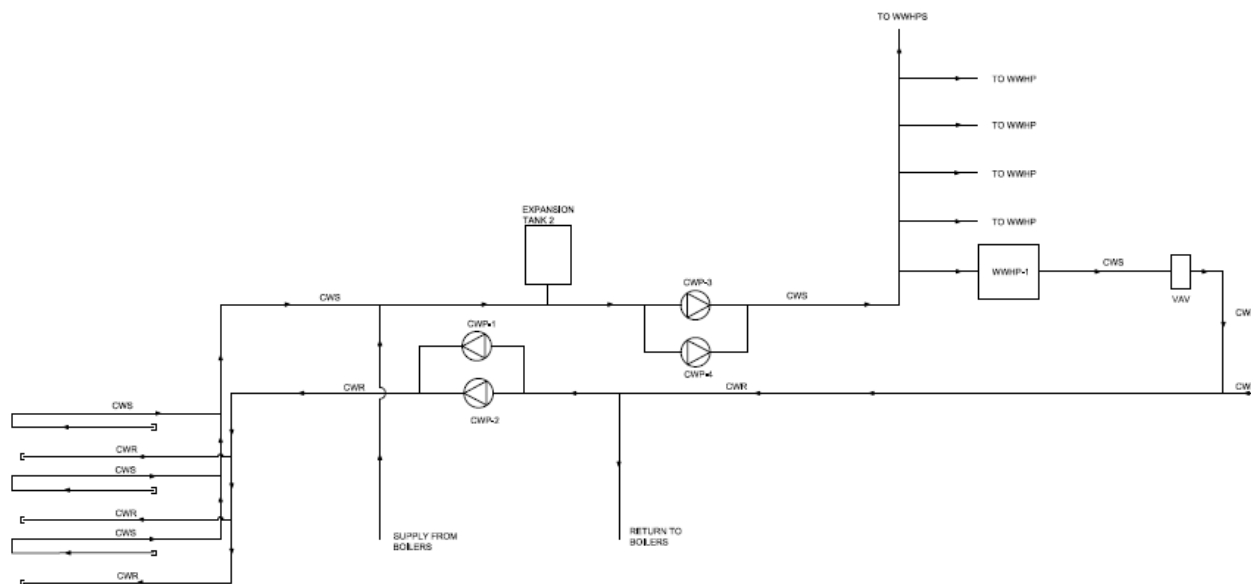 TO WWHPS
TO WWHP
TO WWHP
TO WWHP
TO WWHP
EXPANSION
TANK 2
WWHP-1
CWS
VAV
CWS
CWP-3
CWS
CWP-1
CWP-4
CW
CWR
CWP-2
CWR
CW
CWS
CWR
CWS
CWR
CWS
CWR
SUPPLY FROM
BOILERS
RETURN TO
BOILERS